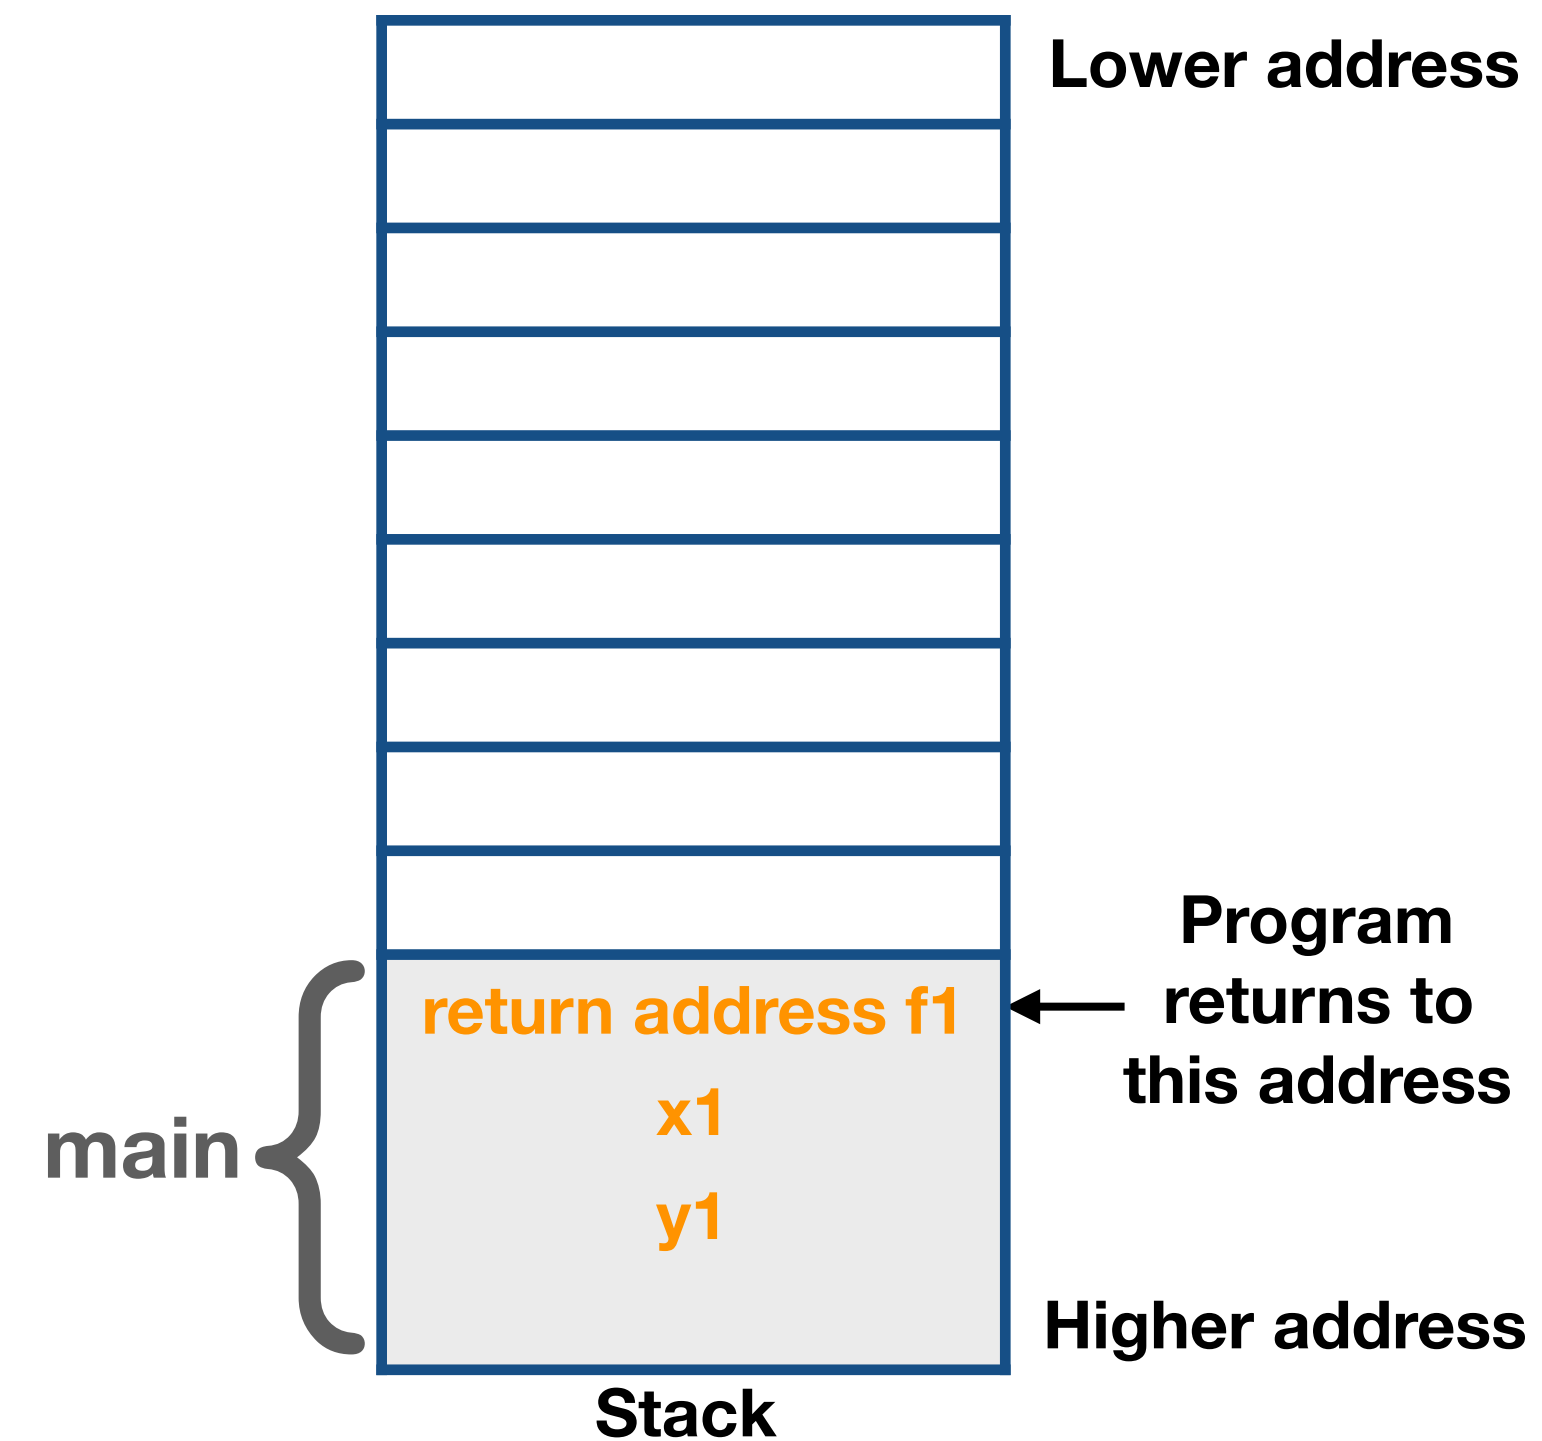 Lower address
Program
returns to
this address
return address f1
x1
y1
main
Higher address
Stack